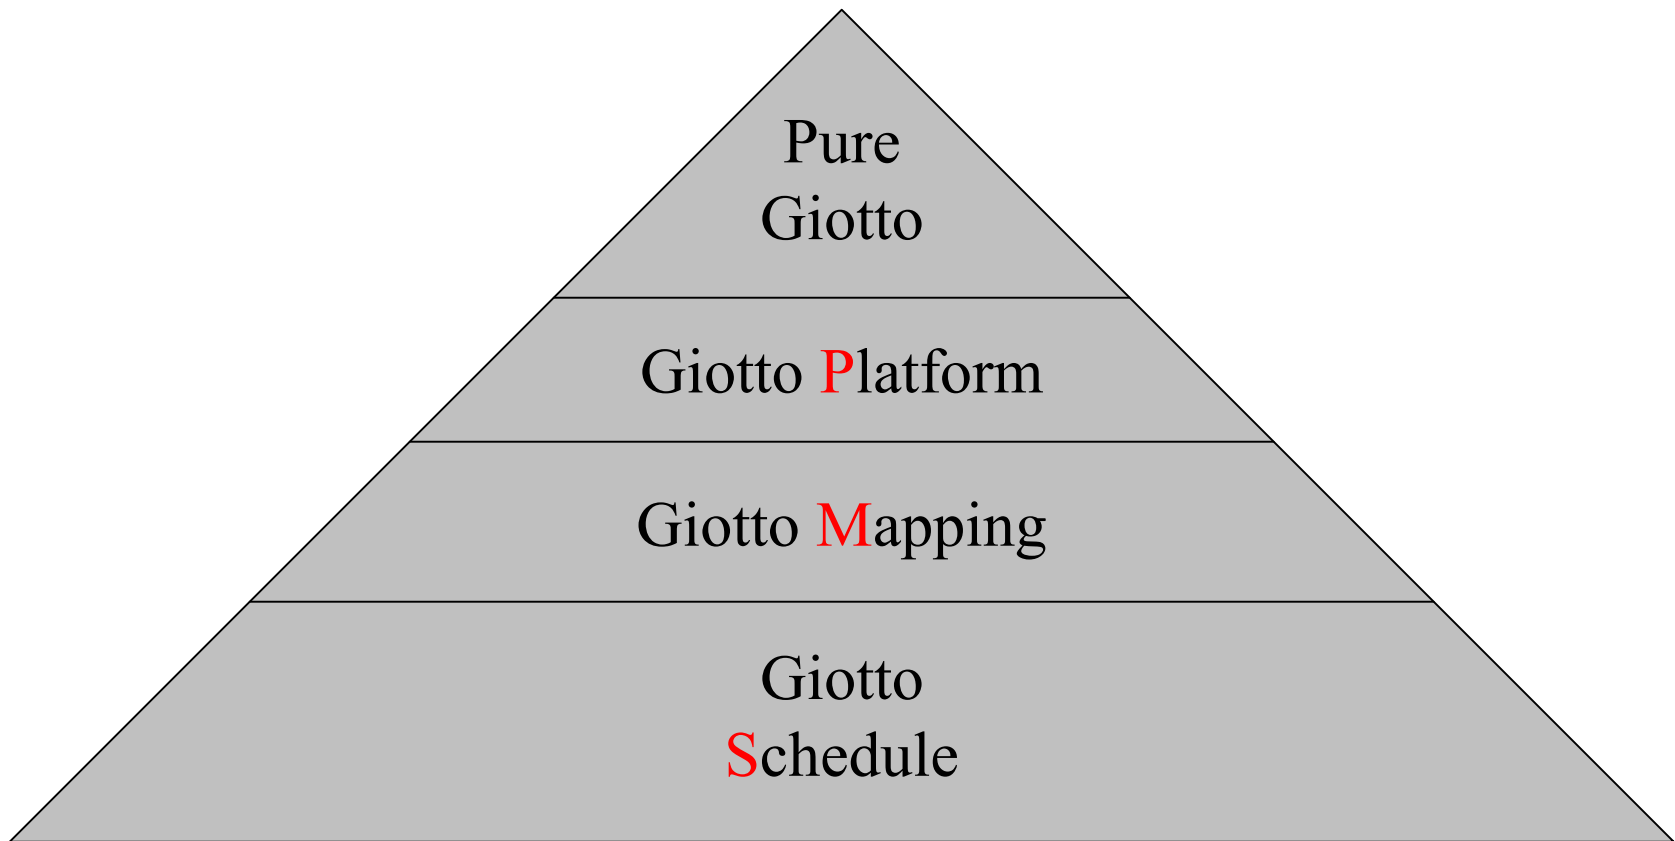 Pure
Giotto
Giotto Platform
Giotto Mapping
Giotto
Schedule